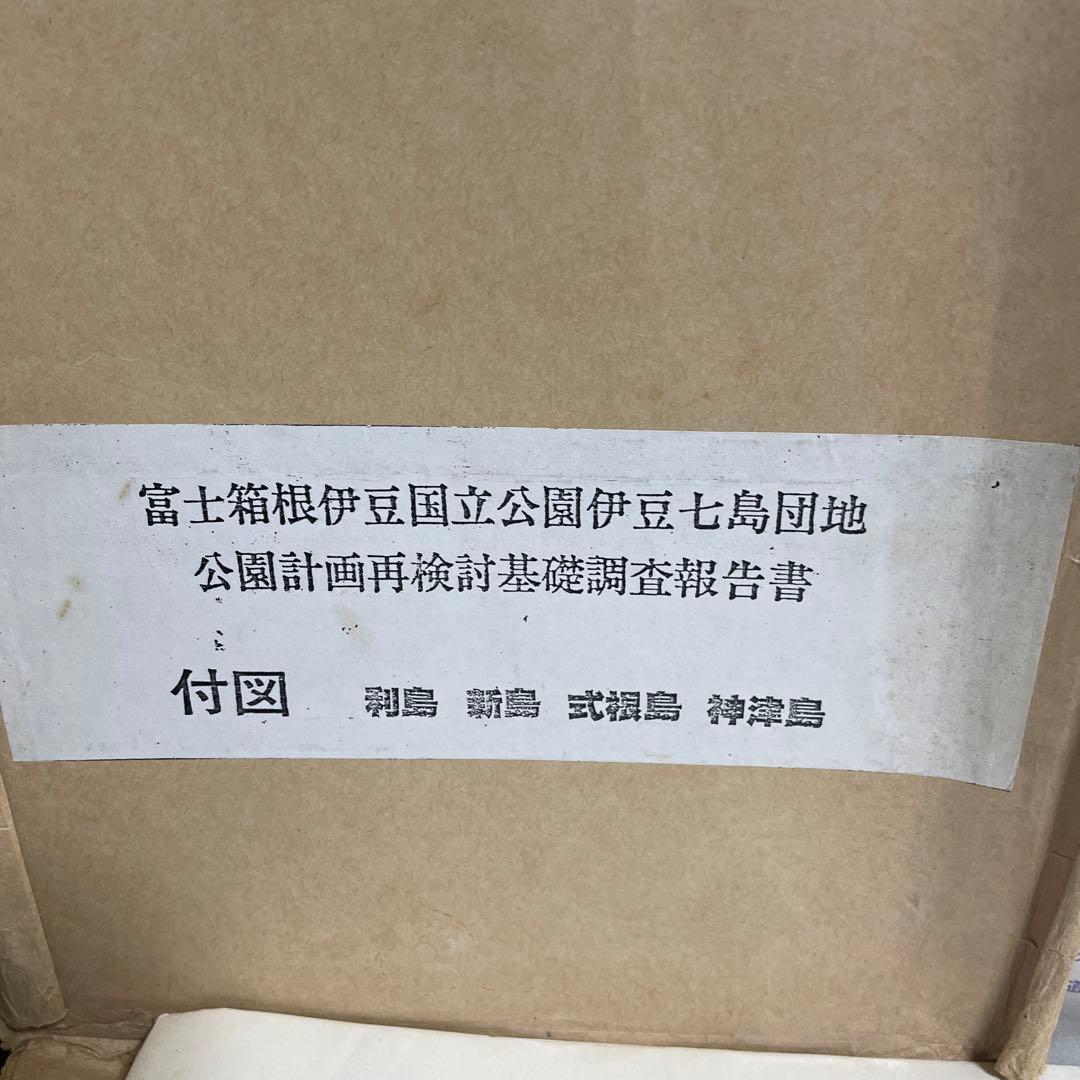 富士箱根伊豆国立公園伊豆七島団地
公園計画再検討基礎調査報告書
付図 利島 新島 式根島 神津島